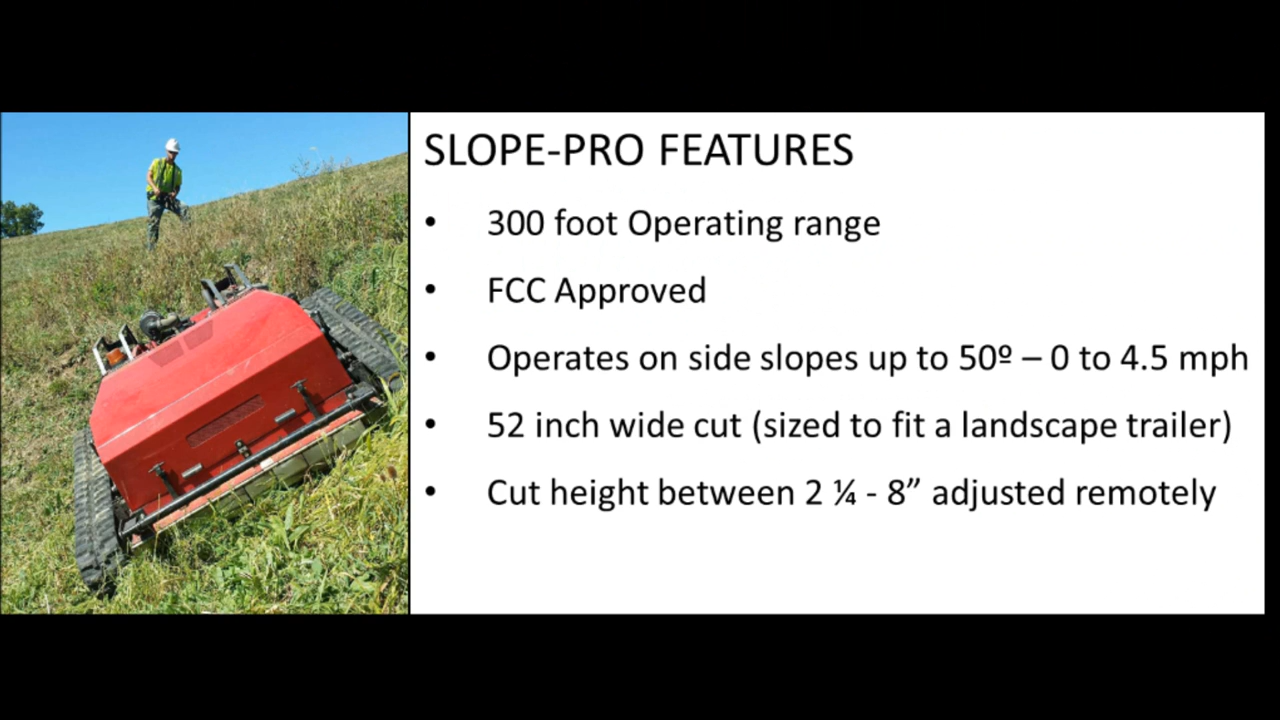 SLOPE-PRO FEATURES
• 300 foot Operating range
• FCC Approved
• Operates on side slopes up to 50º – 0 to 4.5 mph
• 52 inch wide cut (sized to fit a landscape trailer)
• Cut height between 2 ¼ - 8” adjusted remotely